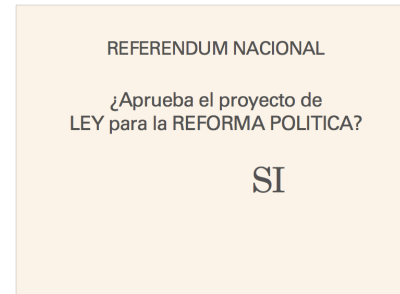 REFERENDUM NACIONAL
¿Aprueba el proyecto de
LEY para la REFORMA POLITICA?
SI